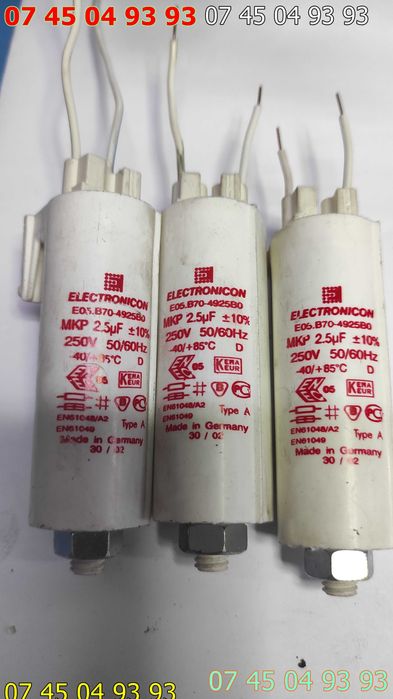 07 45 04 93 93 07 45 04 93 93
ELECTRONICON
E05.B70-4925B0
MKP 2.5µF ±10%
250V 50/60Hz
-40/+85°C D
05 KEMA KEUR
EN61048/A2
EN61049 Type A
Made in Germany
30 / 02
ELECTRONICON
E05.B70-4925B0
MKP 2.5µF ±10%
250V 50/60Hz
-40/+85°C D
05 KEMA KEUR
EN61048/A2
EN61049 Type A
Made in Germany
30 / 02
ELECTRONICON
E05.B70-4925B0
MKP 2.5µF ±10%
250V 50/60Hz
-40/+85°C D
05 KEMA KEUR
EN61048/A2
EN61049 Type A
Made in Germany
30 / 02
07 45 04 93 93
07 45 04 93 93